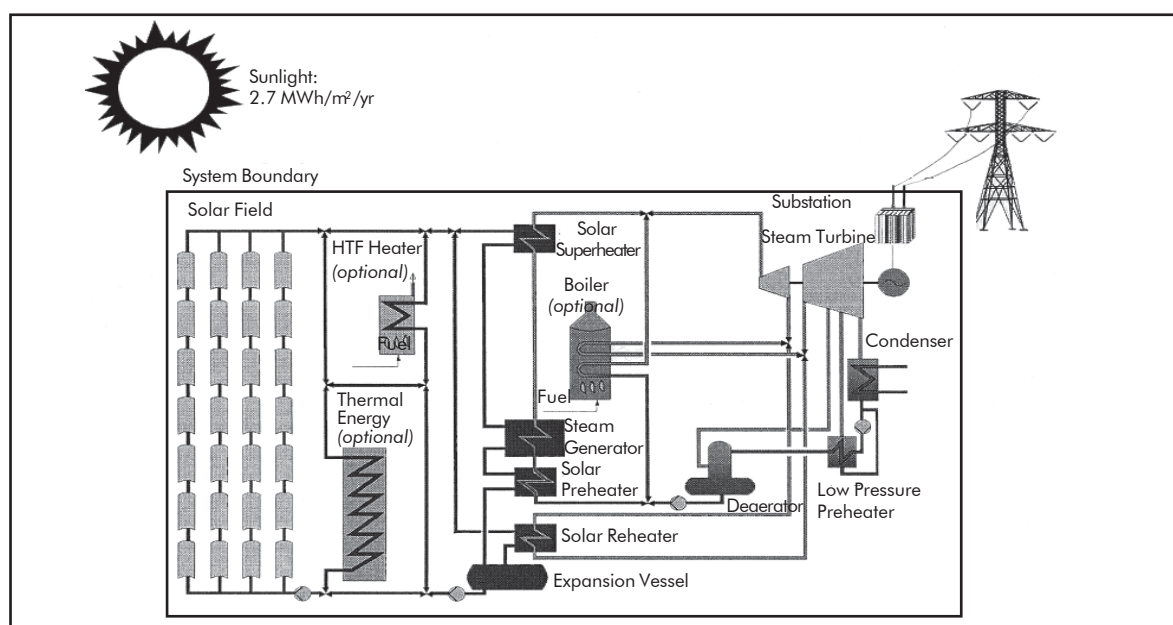 Sunlight:
2.7 MWh/m²/yr
System Boundary
Solar Field
Substation
Steam Turbine
Solar
Superheater
HTF Heater
(optional)
Fuel
Boiler
(optional)
Fuel
Condenser
Thermal
Energy
(optional)
Steam
Generator
Solar
Preheater
Deaerator
Low Pressure
Preheater
Solar Reheater
Expansion Vessel